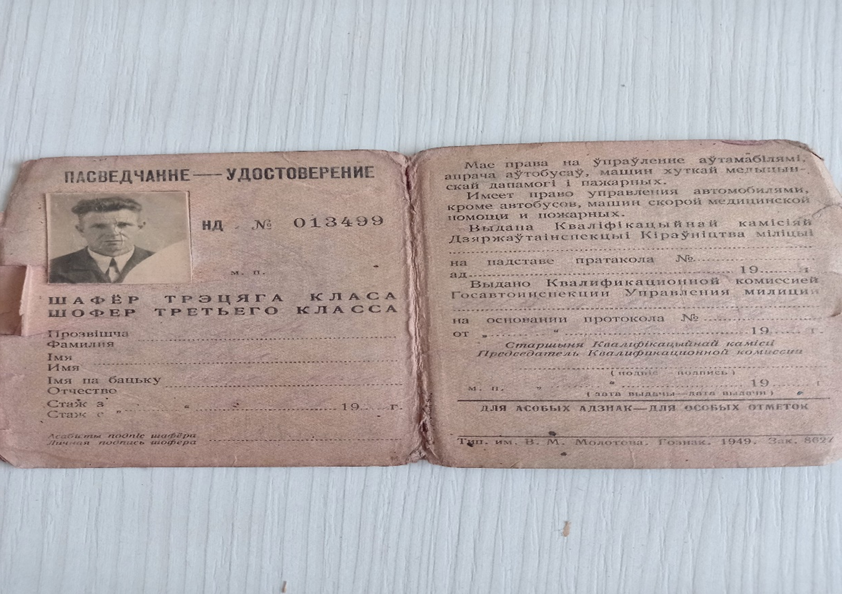 ПАСВЕДЧАННЕ — УДОСТОВЕРЕНИЕ
НД № 013499
м. п.
ШАФЁР ТРЭЦЯГА КЛАСА
ШОФЕР ТРЕТЬЕГО КЛАССА
Прозвішча
Фамилия
Імя
Имя
Імя па бацьку
Отчество
Стаж з
Стаж с " " 19 г.
Асабісты подпіс шафёра
Личная подпись шофера
Мае права на ўпраўленне аўтамабілямі,
апрача аўтобусаў, машин хуткай медыцын-
скай дапамогі і пажарных.
Имеет право управления автомобилями,
кроме автобусов, машин скорой медицинской
помощи и пожарных.
Выдана Кваліфікацыйнай камісіяй
Дзяржаўтаінспекцыі Кіраўніцтва міліцыі
на падставе пратакола №
ад 19 г
Выдано Квалификационной комиссией
Госавтоинспекции Управления милиции
на основании протокола №
от " " 19 г.
Старшыня Кваліфікацыйнай камісіі
Председатель Квалификационной комиссии
(подпіс — подпись)
м. п. " " 19 г
(дата выдачы—дата выдачи)
ДЛЯ АСОБЫХ АДЗНАК—ДЛЯ ОСОБЫХ ОТМЕТОК
Тип. им. В. М. Молотова. Гознак. 1949. Зак.